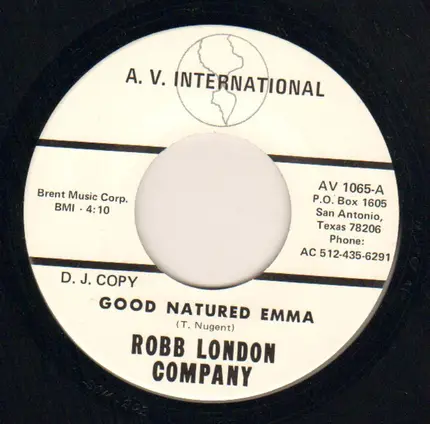 A. V. INTERNATIONAL
Brent Music Corp.
BMI - 4:10
AV 1065-A
P.O. Box 1605
San Antonio,
Texas 78206
Phone:
AC 512-435-6291
D. J. COPY
GOOD NATURED EMMA
(T. Nugent)
ROBB LONDON
COMPANY